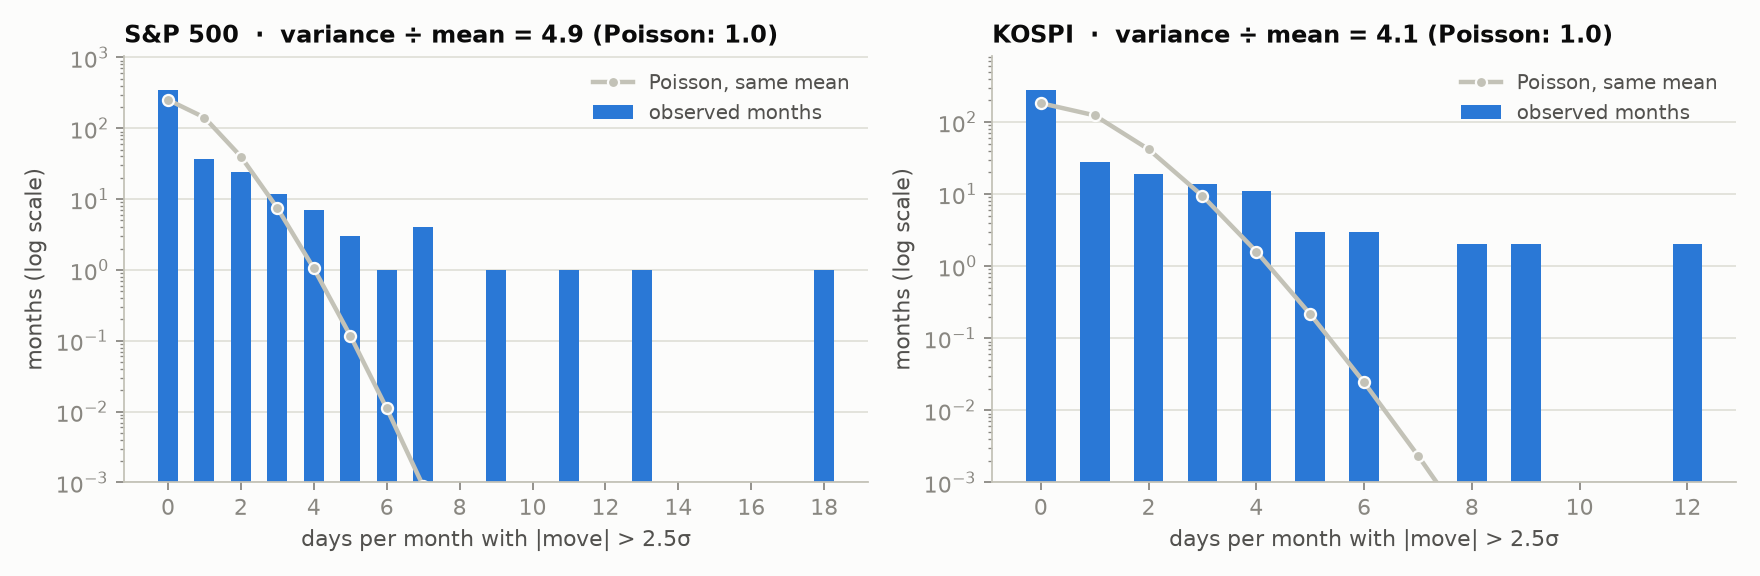 S&P 500 · variance ÷ mean = 4.9 (Poisson: 1.0)
Poisson, same mean
observed months
months (log scale)
10³
10²
10¹
10⁰
10⁻¹
10⁻²
10⁻³
0 2 4 6 8 10 12 14 16 18
days per month with |move| > 2.5σ
KOSPI · variance ÷ mean = 4.1 (Poisson: 1.0)
Poisson, same mean
observed months
months (log scale)
10²
10¹
10⁰
10⁻¹
10⁻²
10⁻³
0 2 4 6 8 10 12
days per month with |move| > 2.5σ